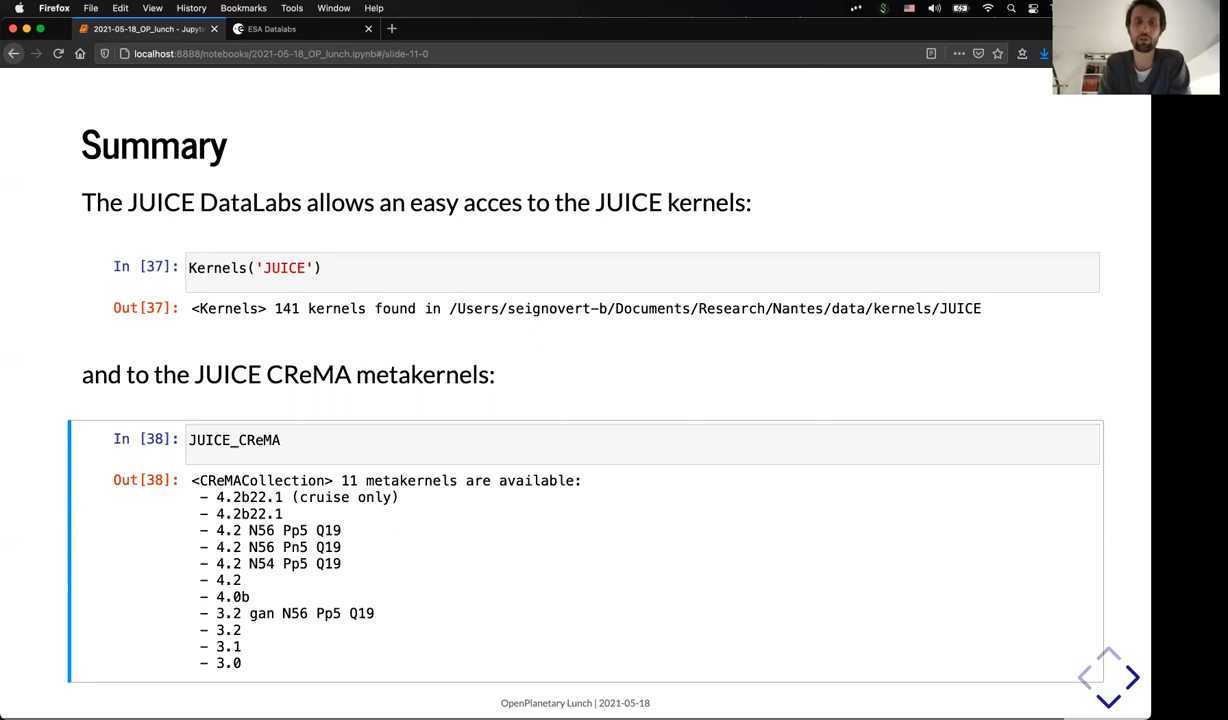 Firefox File Edit View History Bookmarks Tools Window Help
2021-05-18_OP_lunch - Jupyte
ESA Datalabs
localhost:8888/notebooks/2021-05-18_OP_lunch.ipynb#/slide-11-0
Summary
The JUICE DataLabs allows an easy acces to the JUICE kernels:
In [37]: Kernels('JUICE')
Out[37]: <Kernels> 141 kernels found in /Users/seignovert-b/Documents/Research/Nantes/data/kernels/JUICE
and to the JUICE CReMA metakernels:
In [38]: JUICE_CReMA
Out[38]: <CReMACollection> 11 metakernels are available:
- 4.2b22.1 (cruise only)
- 4.2b22.1
- 4.2 N56 Pp5 Q19
- 4.2 N56 Pn5 Q19
- 4.2 N54 Pp5 Q19
- 4.2
- 4.0b
- 3.2 gan N56 Pp5 Q19
- 3.2
- 3.1
- 3.0
OpenPlanetary Lunch | 2021-05-18